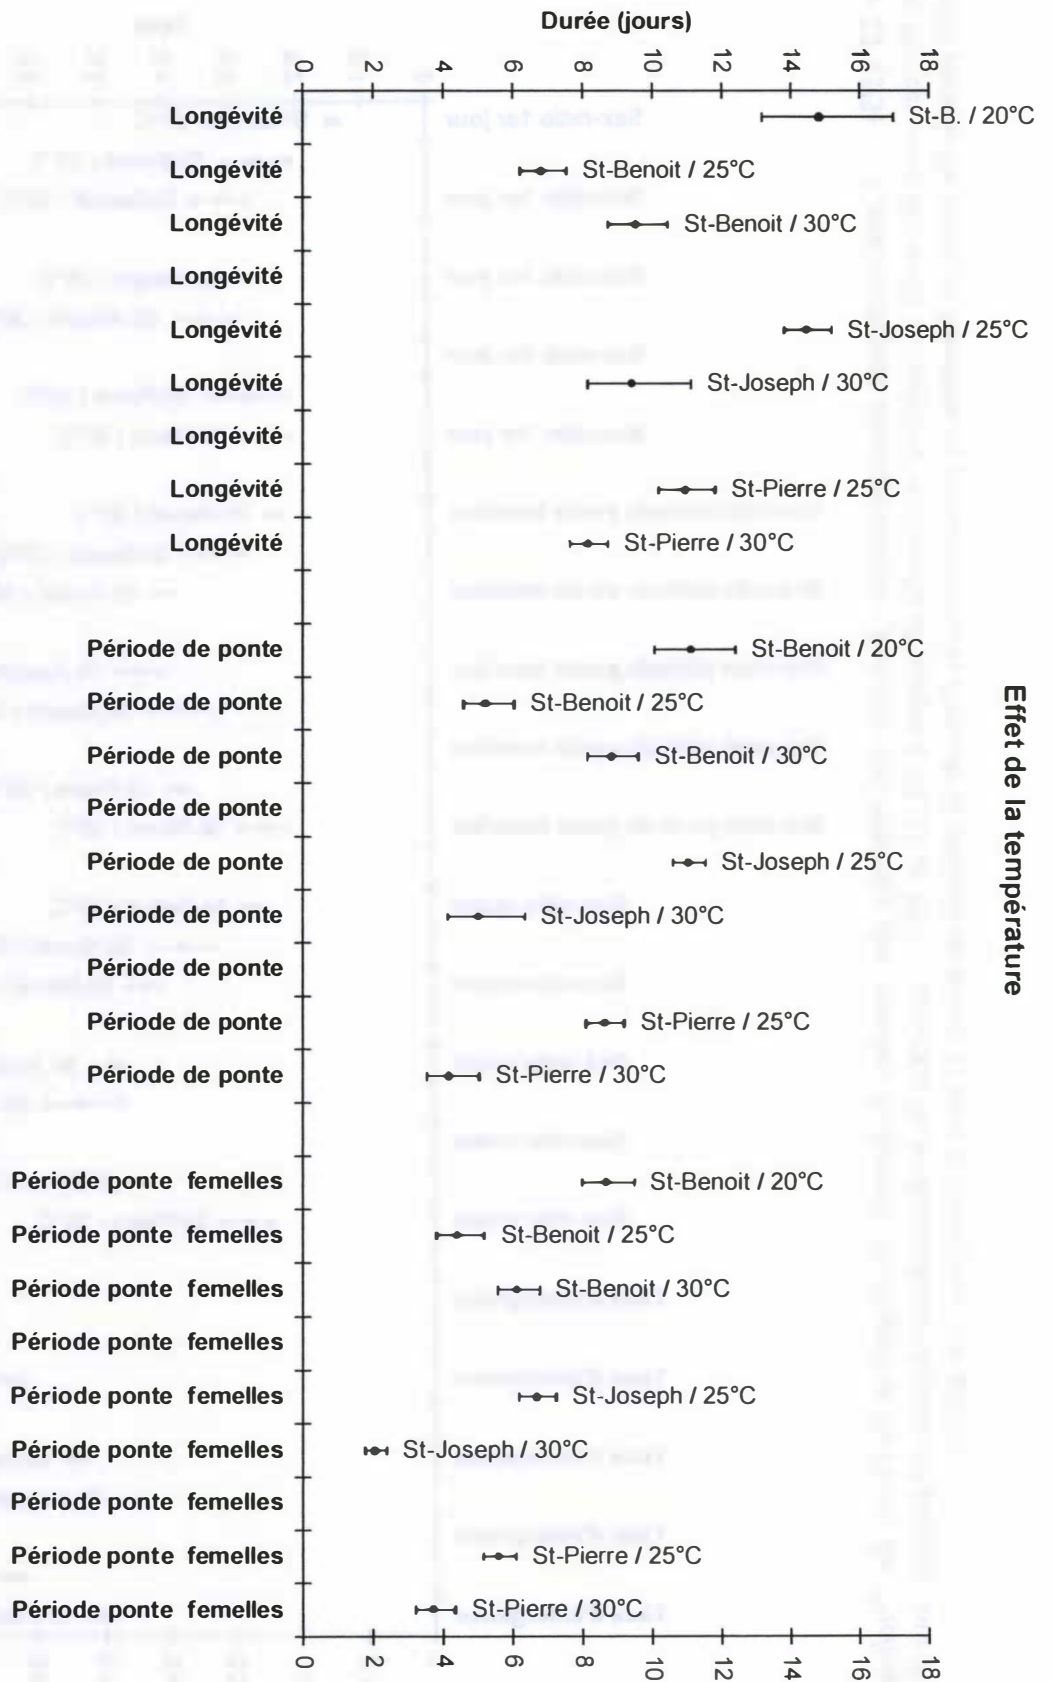 Durée (jours)
0 2 4 6 8 10 12 14 16 18
Longévité St-B. / 20°C
Longévité St-Benoit / 25°C
Longévité St-Benoit / 30°C
Longévité
Longévité St-Joseph / 25°C
Longévité St-Joseph / 30°C
Longévité
Longévité St-Pierre / 25°C
Longévité St-Pierre / 30°C
Période de ponte St-Benoit / 20°C
Période de ponte St-Benoit / 25°C
Période de ponte St-Benoit / 30°C
Période de ponte
Période de ponte St-Joseph / 25°C
Période de ponte St-Joseph / 30°C
Période de ponte
Période de ponte St-Pierre / 25°C
Période de ponte St-Pierre / 30°C
Période ponte femelles St-Benoit / 20°C
Période ponte femelles St-Benoit / 25°C
Période ponte femelles St-Benoit / 30°C
Période ponte femelles
Période ponte femelles St-Joseph / 25°C
Période ponte femelles St-Joseph / 30°C
Période ponte femelles
Période ponte femelles St-Pierre / 25°C
Période ponte femelles St-Pierre / 30°C
0 2 4 6 8 10 12 14 16 18
Effet de la température